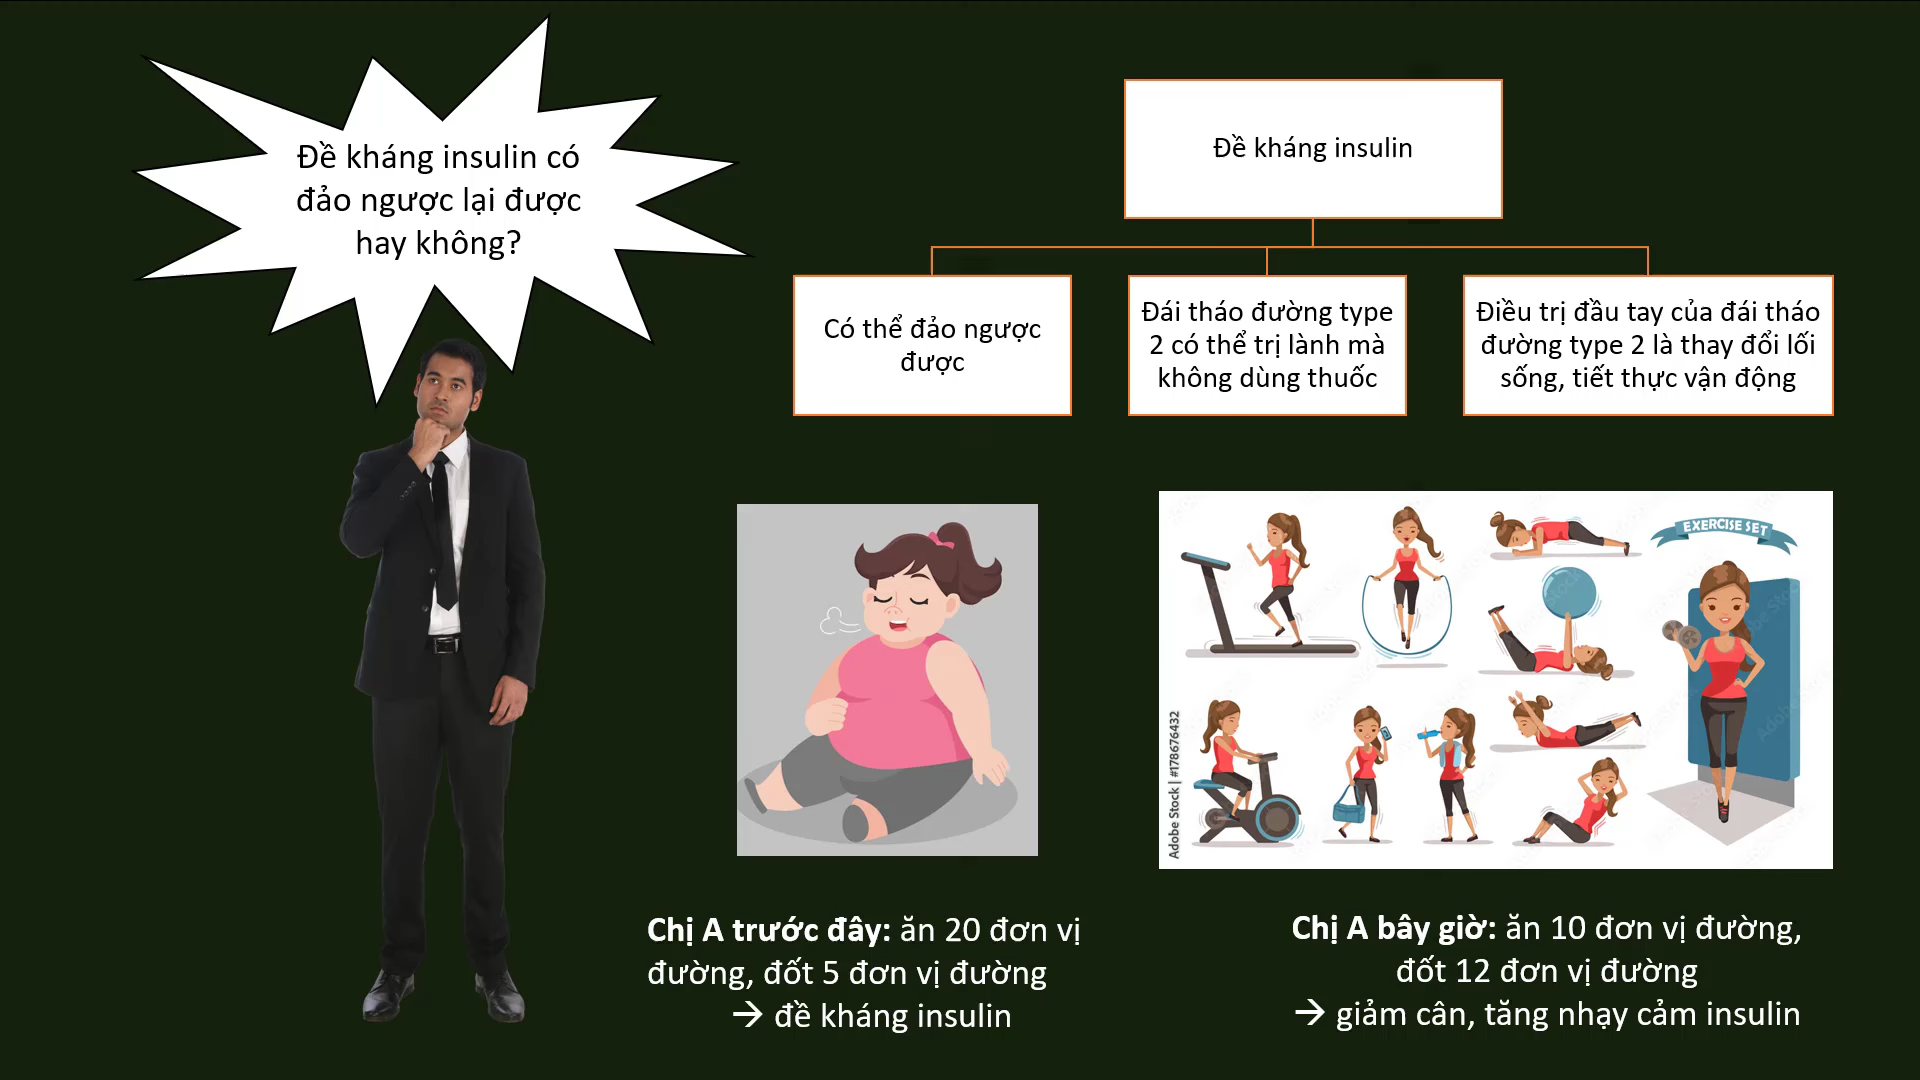 Đề kháng insulin có
đảo ngược lại được
hay không?
Đề kháng insulin
Có thể đảo ngược
được
Đái tháo đường type
2 có thể trị lành mà
không dùng thuốc
Điều trị đầu tay của đái tháo
đường type 2 là thay đổi lối
sống, tiết thực vận động
EXERCISE SET
Adobe Stock | #178676432
Chị A trước đây: ăn 20 đơn vị
đường, đốt 5 đơn vị đường
→ đề kháng insulin
Chị A bây giờ: ăn 10 đơn vị đường,
đốt 12 đơn vị đường
→ giảm cân, tăng nhạy cảm insulin